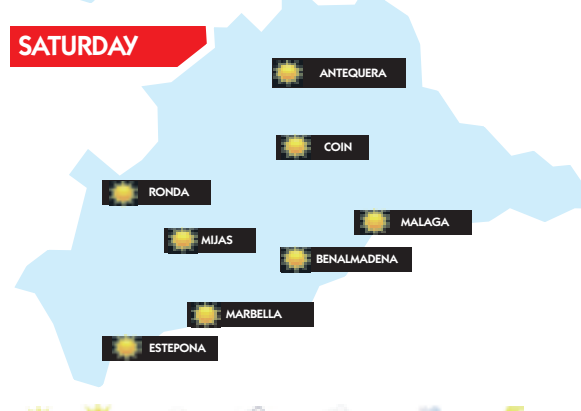 SATURDAY
ANTEQUERA
COIN
RONDA
MALAGA
MIJAS
BENALMADENA
MARBELLA
ESTEPONA